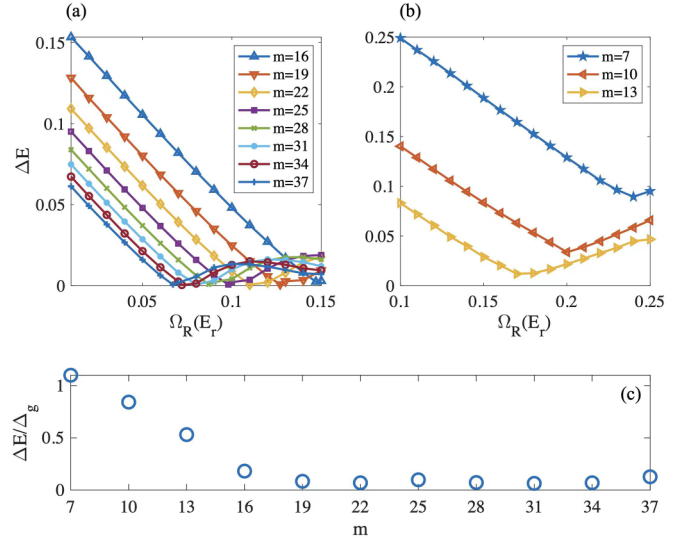 (a)
(b)
0.15
0.1
0.05
0
ΔE
m=16
m=19
m=22
m=25
m=28
m=31
m=34
m=37
0.05
0.1
0.15
Ω_R(E_r)
0.25
0.2
0.15
0.1
0.05
0
m=7
m=10
m=13
0.1
0.15
0.2
0.25
Ω_R(E_r)
(c)
1
0.5
0
ΔE/Δ_g
7 10 13 16 19 22 25 28 31 34 37
m